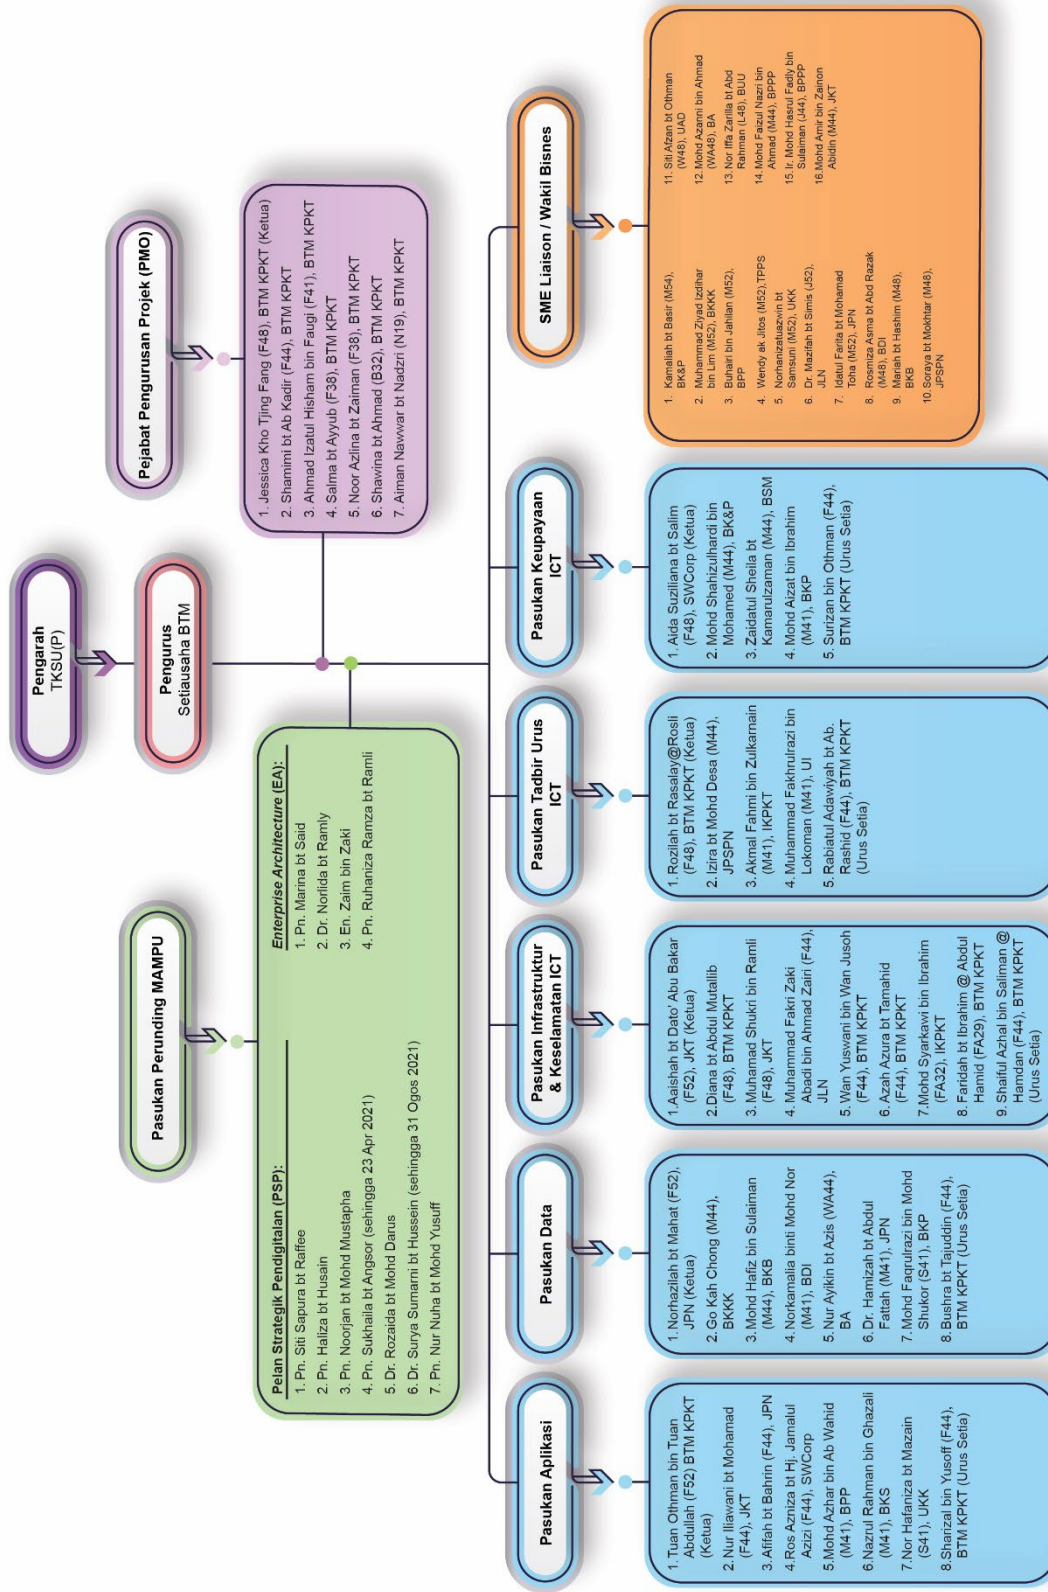 Pengarah
TKSU(P)
Pengurus
Setiausaha BTM
Pejabat Pengurusan Projek (PMO)
1. Jessica Kho Tjing Fang (F48), BTM KPKT (Ketua)
2. Shamimi bt Ab Kadir (F44), BTM KPKT
3. Ahmad Izatul Hisham bin Faugi (F41), BTM KPKT
4. Salma bt Ayyub (F38), BTM KPKT
5. Noor Azlina bt Zaiman (F38), BTM KPKT
6. Shawina bt Ahmad (B32), BTM KPKT
7. Aiman Nawwar bt Nadzri (N19), BTM KPKT
Pasukan Perunding MAMPU
Pelan Strategik Pendigitalan (PSP):
1. Pn. Siti Sapura bt Raffee
2. Pn. Haliza bt Husain
3. Pn. Noorjan bt Mohd Mustapha
4. Pn. Sukhaila bt Angsor (sehingga 23 Apr 2021)
5. Dr. Rozaida bt Mohd Darus
6. Dr. Surya Sumarni bt Hussein (sehingga 31 Ogos 2021)
7. Pn. Nur Nuha bt Mohd Yusuff
Enterprise Architecture (EA):
1. Pn. Marina bt Said
2. Dr. Norlida bt Ramly
3. En. Zaim bin Zaki
4. Pn. Ruhaniza Ramza bt Ramli
Pasukan Aplikasi
1. Tuan Othman bin Tuan
Abdullah (F52) BTM KPKT
(Ketua)
2. Nur Iliawani bt Mohamad
(F44), JKT
3. Afifah bt Bahrin (F44), JPN
4.Ros Azniza bt Hj. Jamalul
Azizi (F44), SWCorp
5.Mohd Azhar bin Ab Wahid
(M41), BPP
6.Nazrul Rahman bin Ghazali
(M41), BKS
7.Nor Hafaniza bt Mazain
(S41), UKK
8.Sharizal bin Yusoff (F44),
BTM KPKT (Urus Setia)
Pasukan Data
1. Norhazilah bt Mahat (F52),
JPN (Ketua)
2. Go Kah Chong (M44),
BKKK
3. Mohd Hafiz bin Sulaiman
(M44), BKB
4. Norkamalia binti Mohd Nor
(M41), BDI
5. Nur Ayikin bt Azis (WA44),
BA
6. Dr. Hamizah bt Abdul
Fattah (M41), JPN
7. Mohd Faqrulrazi bin Mohd
Shukor (S41), BKP
8. Bushra bt Tajuddin (F44),
BTM KPKT (Urus Setia)
Pasukan Infrastruktur
& Keselamatan ICT
1.Aaishah bt Dato' Abu Bakar
(F52), JKT (Ketua)
2.Diana bt Abdul Mutallib
(F48), BTM KPKT
3. Muhamad Shukri bin Ramli
(F48), JKT
4. Muhammad Fakri Zaki
Abadi bin Ahmad Zairi (F44),
JLN
5. Wan Yuswani bin Wan Jusoh
(F44), BTM KPKT
6. Azah Azura bt Tamahid
(F44), BTM KPKT
7.Mohd Syarkawi bin Ibrahim
(FA32), IKPKT
8. Faridah bt Ibrahim @ Abdul
Hamid (FA29), BTM KPKT
9. Shaiful Azhal bin Saliman @
Hamdan (F44), BTM KPKT
(Urus Setia)
Pasukan Tadbir Urus
ICT
1. Rozilah bt Rasalay@Rosli
(F48), BTM KPKT (Ketua)
2. Izira bt Mohd Desa (M44),
JPSPN
3. Akmal Fahmi bin Zulkarnain
(M41), IKPKT
4. Muhammad Fakhrulrazi bin
Lokoman (M41), UI
5. Rabiatul Adawiyah bt Ab.
Rashid (F44), BTM KPKT
(Urus Setia)
Pasukan Keupayaan
ICT
1. Aida Suziliana bt Salim
(F48), SWCorp (Ketua)
2. Mohd Shahizulhardi bin
Mohamed (M44), BK&P
3. Zaidatul Sheila bt
Kamarulzaman (M44), BSM
4. Mohd Aizat bin Ibrahim
(M41), BKP
5. Surizan bin Othman (F44),
BTM KPKT (Urus Setia)
SME Liaison / Wakil Bisnes
1. Kamaliah bt Basir (M54),
BK&P
2. Muhammad Ziyad Izdihar
bin Lim (M52), BKKK
3. Buhairi bin Jahilan (M52),
BPP
4. Wendy ak Jitos (M52),TPPS
5. Norhanizatuazwin bt
Samsuni (M52), UKK
6. Dr. Mazifah bt Simis (J52),
JLN
7. Idatul Farita bt Mohamad
Toha (M52), JPN
8. Rosmiza Asma bt Abd Razak
(M48), BDI
9. Mariah bt Hashim (M48),
BKB
10. Soraya bt Mokhtar (M48),
JPSPN
11. Siti Afzan bt Othman
(W48), UAD
12. Mohd Azanni bin Ahmad
(WA48), BA
13. Nor Iffa Zarilla bt Abd
Rahman (L48), BUU
14. Mohd Faizul Nazri bin
Ahmad (M44), BPPP
15. Ir. Mohd Hasrul Fadly bin
Sulaiman (J44), BPPP
16.Mohd Amir bin Zainon
Abidin (M44), JKT